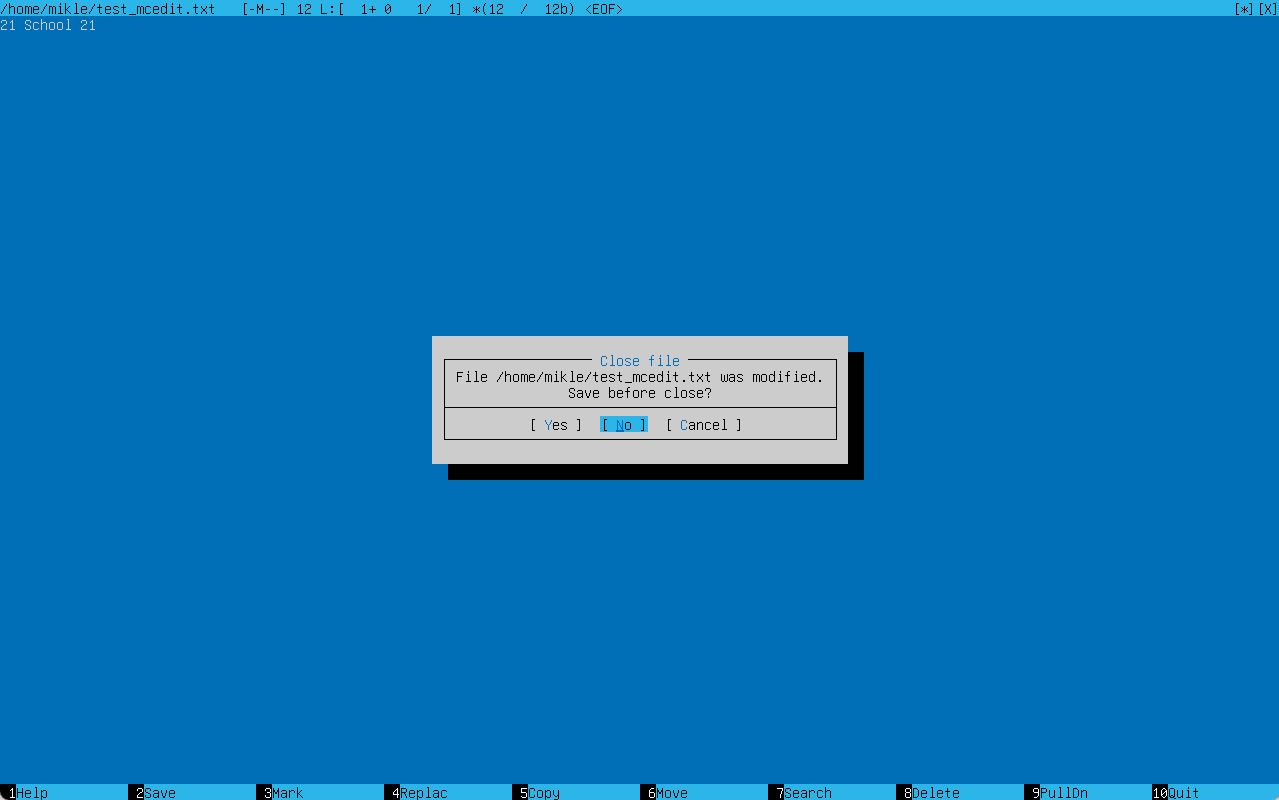 /home/mikle/test_mcedit.txt   [-M--] 12 L:[  1+ 0   1/  1] *(12  /  12b) <EOF>    [*][X]
21 School 21
Close file
File /home/mikle/test_mcedit.txt was modified.
Save before close?
[ Yes ]  [ No ]  [ Cancel ]
1Help 2Save 3Mark 4Replac 5Copy 6Move 7Search 8Delete 9PullDn 10Quit